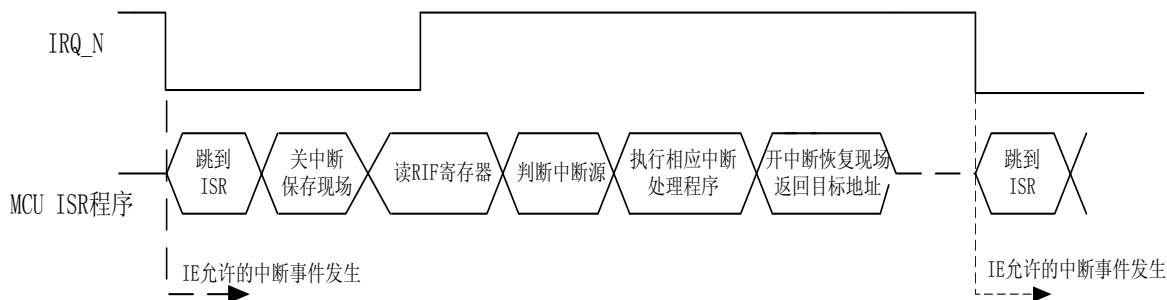 IRQ_N
跳到
ISR
关中断
保存现场
读RIF寄存器
判断中断源
执行相应中断
处理程序
开中断恢复现场
返回目标地址
跳到
ISR
MCU ISR程序
IE允许的中断事件发生
IE允许的中断事件发生